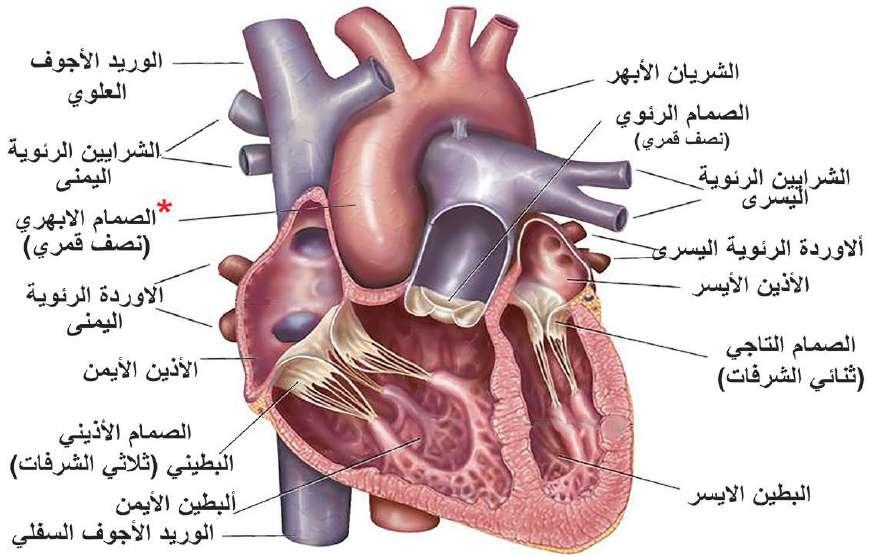 الوريد الأجوف
العلوي
الشرايين الرئوية
اليمنى
*الصمام الابهري
(نصف قمري)
الاوردة الرئوية
اليمنى
الأذين الأيمن
الصمام الأذيني
البطيني (ثلاثي الشرفات)
ألبطين الأيمن
الوريد الأجوف السفلي
الشريان الأبهر
الصمام الرئوي
(نصف قمري)
الشرايين الرئوية
أليسرى
ألاوردة الرئوية اليسرى
الأذين الأيسر
الصمام التاجي
(ثنائي الشرفات)
البطين الايسر